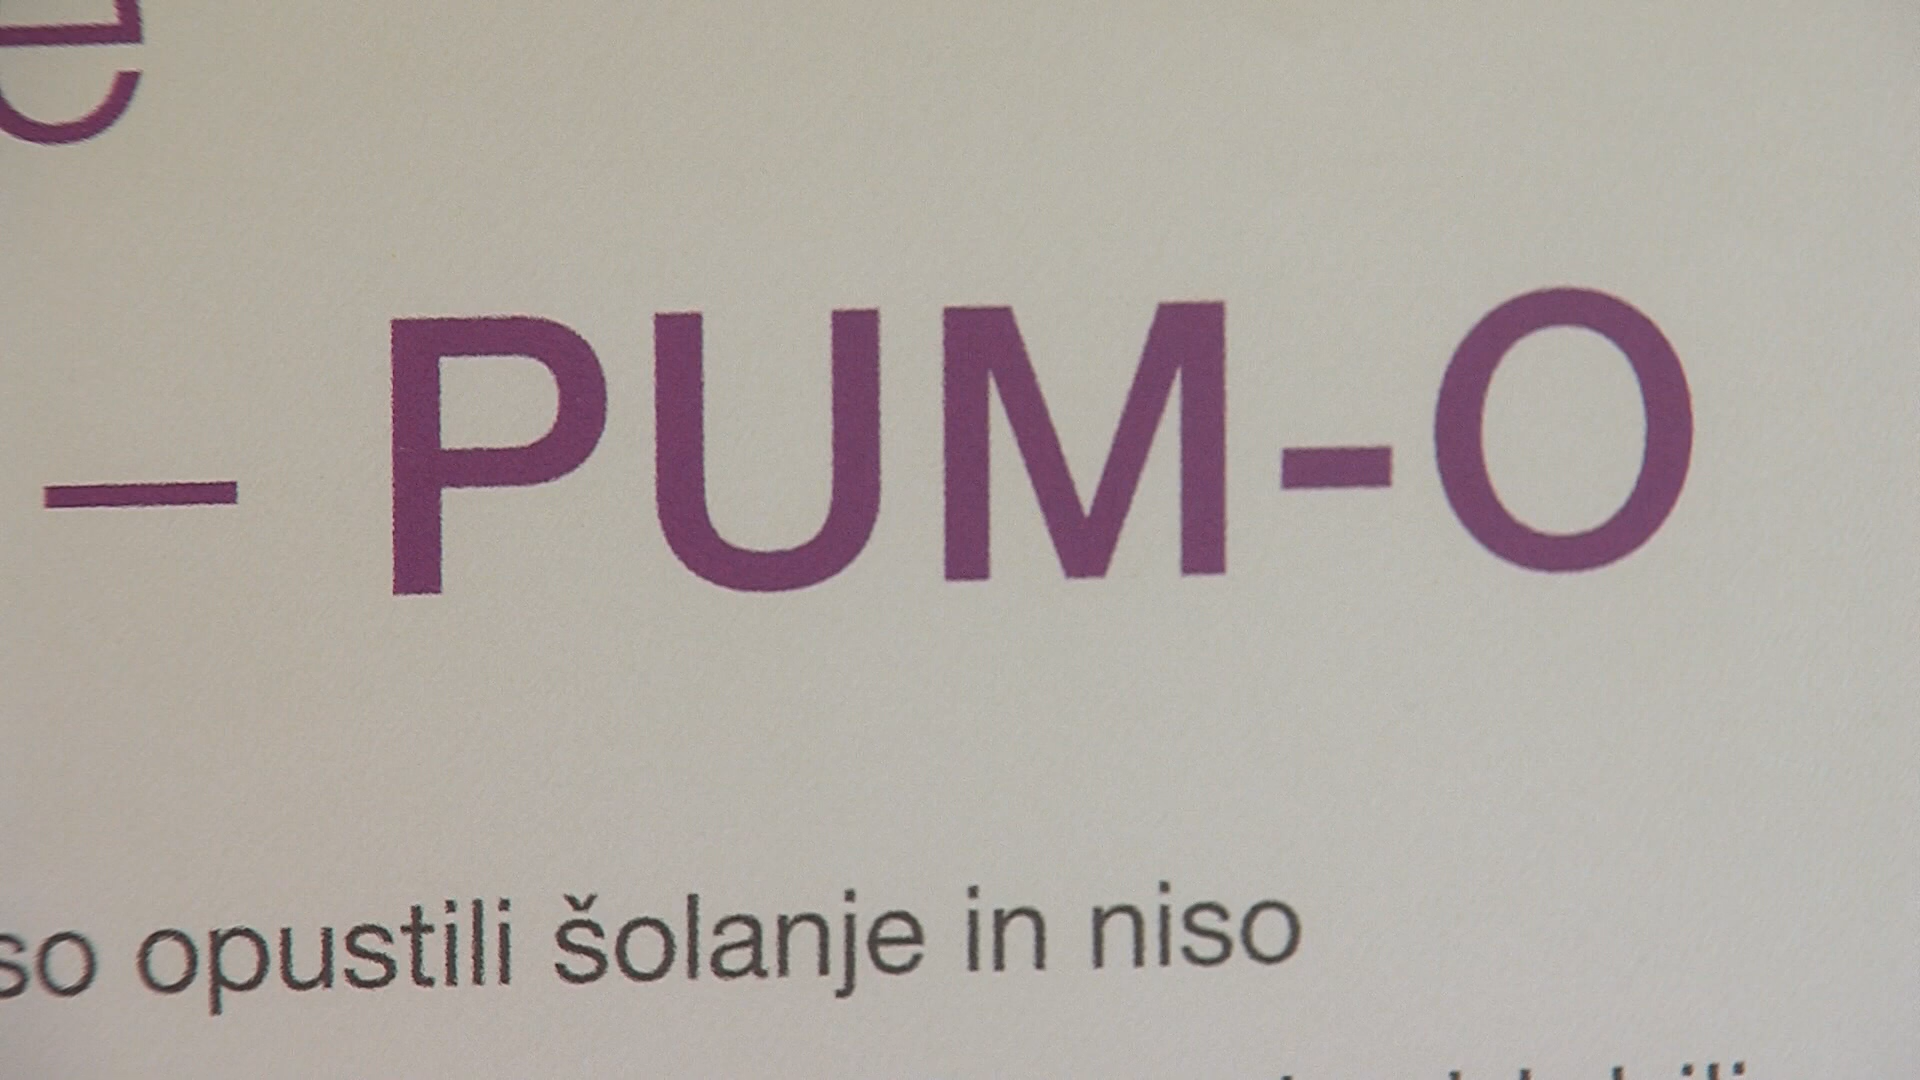 e
– PUM-O
so opustili šolanje in niso